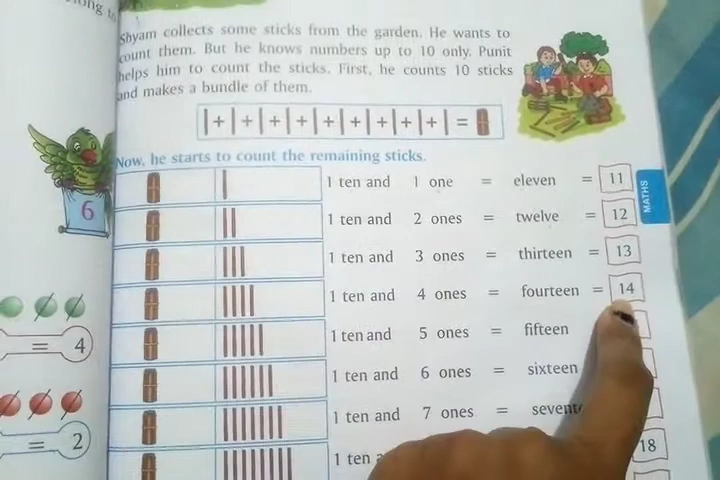 Shyam collects some sticks from the garden. He wants to
count them. But he knows numbers up to 10 only. Punit
helps him to count the sticks. First, he counts 10 sticks
and makes a bundle of them.
| + | + | + | + | + | + | + | + | + | =
Now, he starts to count the remaining sticks.
1 ten and 1 one = eleven = 11
1 ten and 2 ones = twelve = 12
1 ten and 3 ones = thirteen = 13
1 ten and 4 ones = fourteen = 14
1 ten and 5 ones = fifteen
1 ten and 6 ones = sixteen
1 ten and 7 ones =
1 ten
18
MATHS
6
= 4
= 2